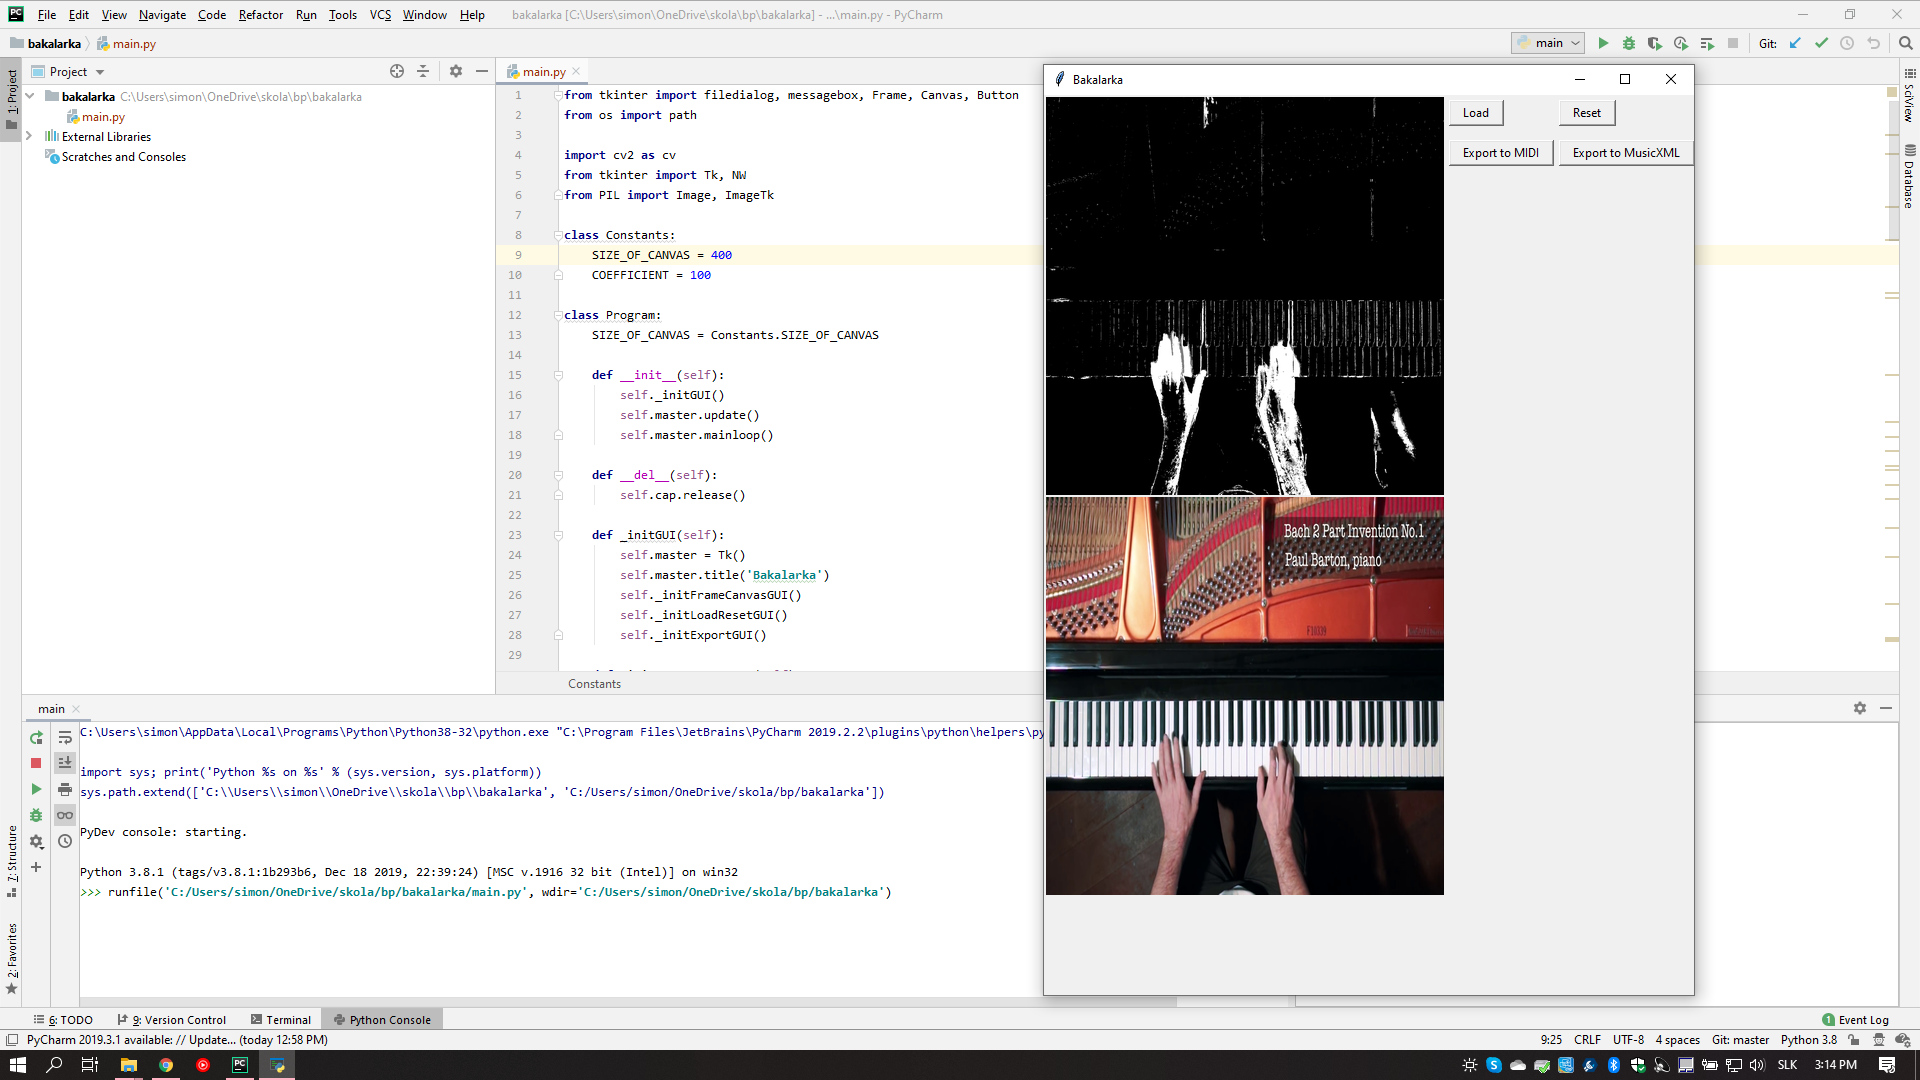 File Edit View Navigate Code Refactor Run Tools VCS Window Help bakalarka [C:\Users\simon\OneDrive\skola\bp\bakalarka] - ...\main.py - PyCharm
bakalarka main.py
main
Git:
Project
main.py
bakalarka C:\Users\simon\OneDrive\skola\bp\bakalarka
main.py
External Libraries
Scratches and Consoles
1: Project
7: Structure
2: Favorites
1 from tkinter import filedialog, messagebox, Frame, Canvas, Button
2 from os import path
3
4 import cv2 as cv
5 from tkinter import Tk, NW
6 from PIL import Image, ImageTk
7
8 class Constants:
9 SIZE_OF_CANVAS = 400
10 COEFFICIENT = 100
11
12 class Program:
13 SIZE_OF_CANVAS = Constants.SIZE_OF_CANVAS
14
15 def __init__(self):
16 self._initGUI()
17 self.master.update()
18 self.master.mainloop()
19
20 def __del__(self):
21 self.cap.release()
22
23 def _initGUI(self):
24 self.master = Tk()
25 self.master.title('Bakalarka')
26 self._initFrameCanvasGUI()
27 self._initLoadResetGUI()
28 self._initExportGUI()
29
Constants
Bakalarka
Load Reset
Export to MIDI Export to MusicXML
Bach 2 Part Invention No.1
Paul Barton, piano
F10339
SciView
Database
main
C:\Users\simon\AppData\Local\Programs\Python\Python38-32\python.exe "C:\Program Files\JetBrains\PyCharm 2019.2.2\plugins\python\helpers\py
import sys; print('Python %s on %s' % (sys.version, sys.platform))
sys.path.extend(['C:\\Users\\simon\\OneDrive\\skola\\bp\\bakalarka', 'C:/Users/simon/OneDrive/skola/bp/bakalarka'])
PyDev console: starting.
Python 3.8.1 (tags/v3.8.1:1b293b6, Dec 18 2019, 22:39:24) [MSC v.1916 32 bit (Intel)] on win32
>>> runfile('C:/Users/simon/OneDrive/skola/bp/bakalarka/main.py', wdir='C:/Users/simon/OneDrive/skola/bp/bakalarka')
6: TODO 9: Version Control Terminal Python Console
1 Event Log
PyCharm 2019.3.1 available: // Update... (today 12:58 PM)
9:25 CRLF UTF-8 4 spaces Git: master Python 3.8
SLK 3:14 PM